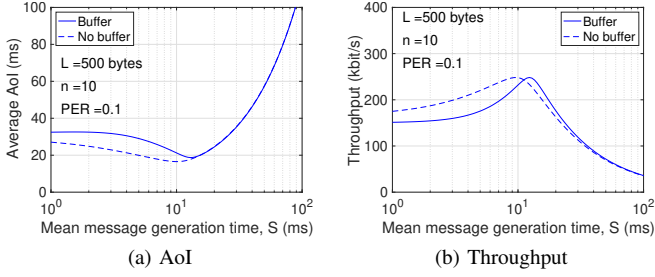 Buffer
No buffer
L =500 bytes
n =10
PER =0.1
Average AoI (ms)
100
80
60
40
20
0
10^0
10^1
10^2
Mean message generation time, S (ms)
(a) AoI
L =500 bytes
n =10
PER =0.1
Buffer
No buffer
Throughput (kbit/s)
400
300
200
100
0
10^0
10^1
10^2
Mean message generation time, S (ms)
(b) Throughput